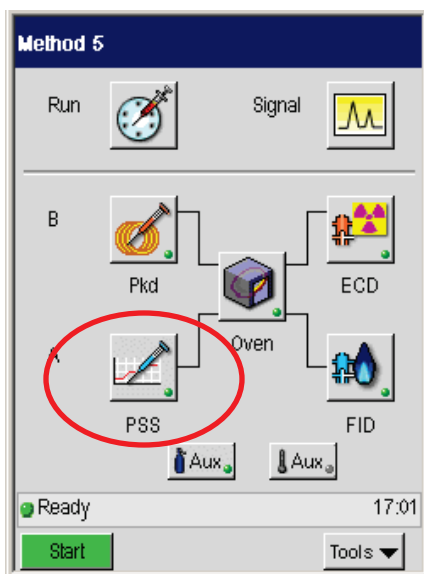 Method 5
Run Signal
B
Pkd ECD
A Oven
PSS FID
Aux Aux
Ready 17:01
Start Tools